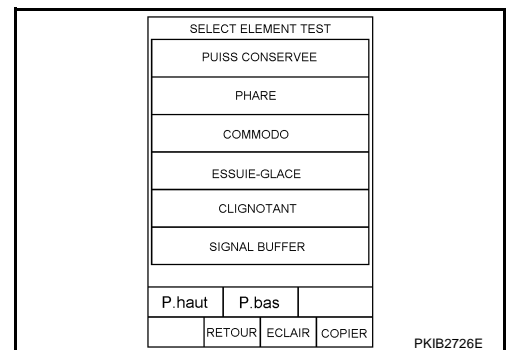 SELECT ELEMENT TEST
PUISS CONSERVEE
PHARE
COMMODO
ESSUIE-GLACE
CLIGNOTANT
SIGNAL BUFFER
P.haut P.bas
RETOUR ECLAIR COPIER
PKIB2726E